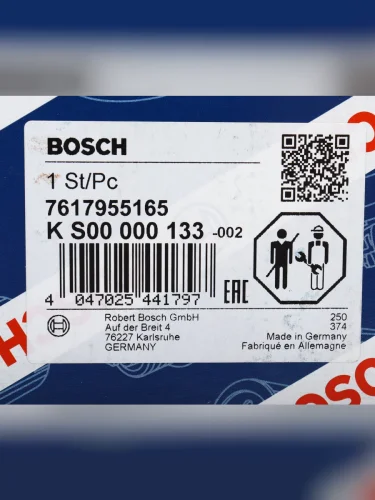 BOSCH
1 St/Pc
7617955165
K S00 000 133 -002
4 047025 441797
EAC
Robert Bosch GmbH
Auf der Breit 4
76227 Karlsruhe
GERMANY
250
374
Made in Germany
Fabriqué en Allemagne
BOSCH